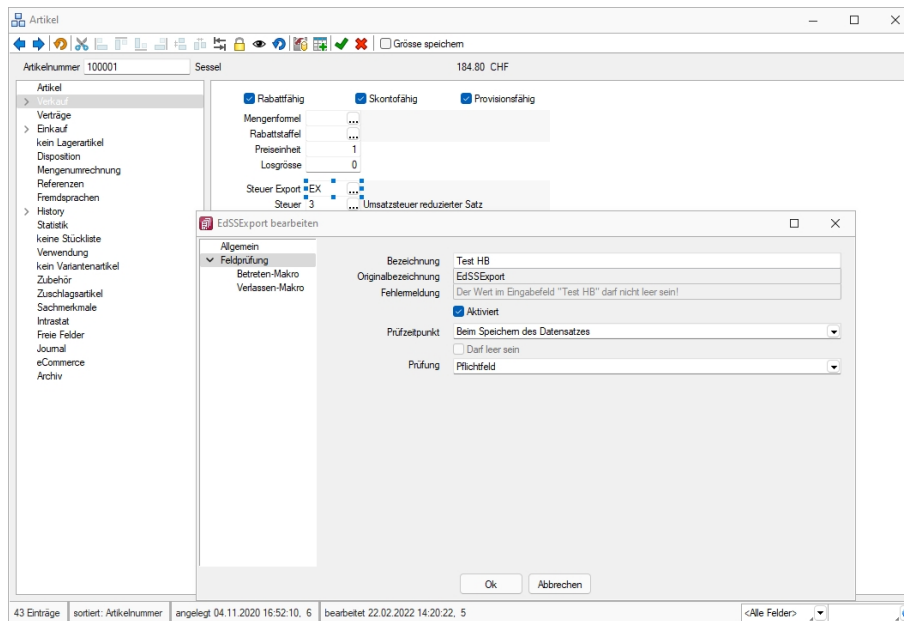 Artikel
Grösse speichern
Artikelnummer 100001 Sessel 184.80 CHF
Artikel
Verkauf
Verträge
Einkauf
kein Lagerartikel
Disposition
Mengenumrechnung
Referenzen
Fremdsprachen
History
Statistik
keine Stückliste
Verwendung
kein Variantenartikel
Zubehör
Zuschlagsartikel
Sachmerkmale
Intrastat
Freie Felder
Journal
eCommerce
Archiv
Rabattfähig Skontofähig Provisionsfähig
Mengenformel ...
Rabattstaffel ...
Preiseinheit 1
Losgrösse 0
Steuer Export EX ...
Steuer 3 ... Umsatzsteuer reduzierter Satz
EdSSExport bearbeiten
Allgemein
Feldprüfung
Betreten-Makro
Verlassen-Makro
Bezeichnung Test HB
Originalbezeichnung EdSSExport
Fehlermeldung Der Wert im Eingabefeld "Test HB" darf nicht leer sein!
Aktiviert
Prüfzeitpunkt Beim Speichern des Datensatzes
Darf leer sein
Prüfung Pflichtfeld
Ok Abbrechen
43 Einträge sortiert: Artikelnummer angelegt 04.11.2020 16:52:10, 6 bearbeitet 22.02.2022 14:20:22, 5 <Alle Felder>